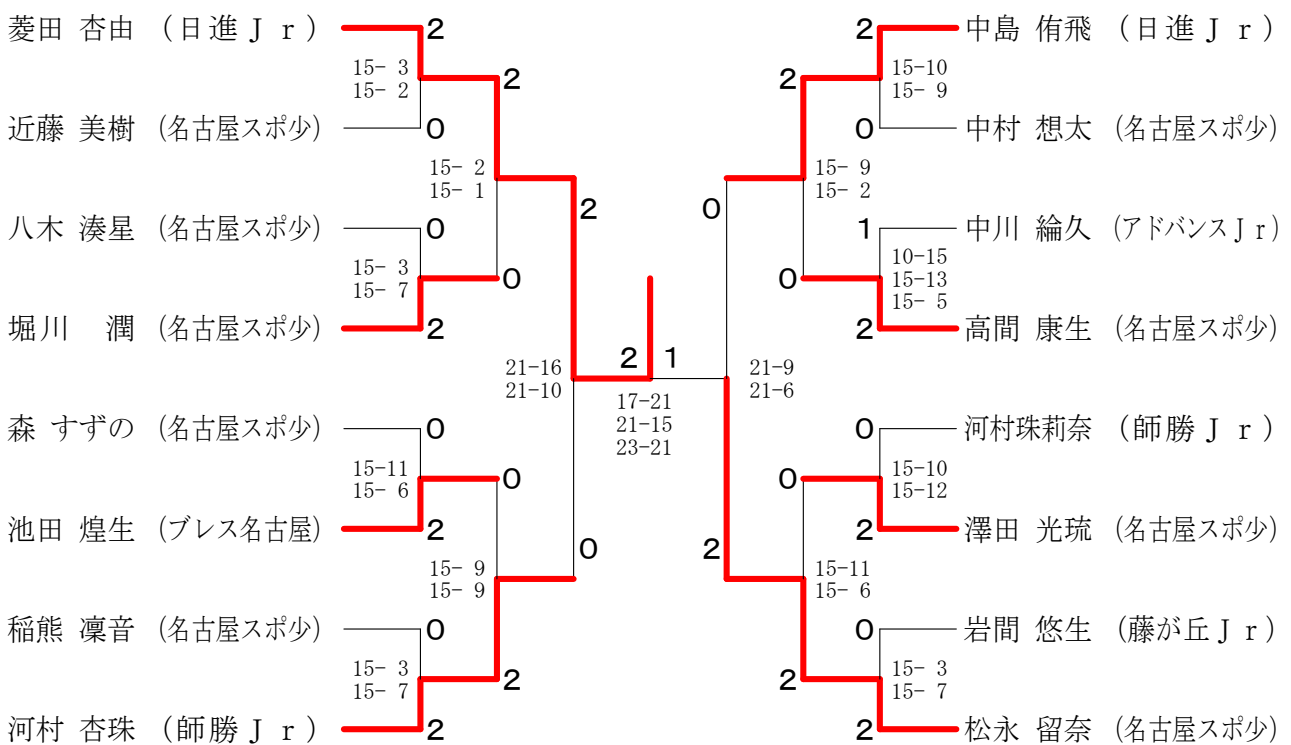 菱田 杏由 (日進Jr) 2
2 中島 侑飛 (日進Jr)
15- 3
15- 2
2
2
15-10
15- 9
近藤 美樹 (名古屋スポ少) 0
0 中村 想太 (名古屋スポ少)
15- 2
15- 1
2
0
15- 9
15- 2
八木 湊星 (名古屋スポ少) 0
1 中川 綸久 (アドバンスJr)
15- 3
15- 7
0
0
10-15
15-13
15- 5
堀川 潤 (名古屋スポ少) 2
2 高間 康生 (名古屋スポ少)
21-16
21-10
2 1
21-9
21-6
17-21
21-15
23-21
森 すずの (名古屋スポ少) 0
0 河村珠莉奈 (師勝Jr)
15-11
15- 6
0
0
15-10
15-12
池田 煌生 (ブレス名古屋) 2
2 澤田 光琉 (名古屋スポ少)
15- 9
15- 9
0
2
15-11
15- 6
稲熊 凜音 (名古屋スポ少) 0
0 岩間 悠生 (藤が丘Jr)
15- 3
15- 7
2
2
15- 3
15- 7
河村 杏珠 (師勝Jr) 2
2 松永 留奈 (名古屋スポ少)